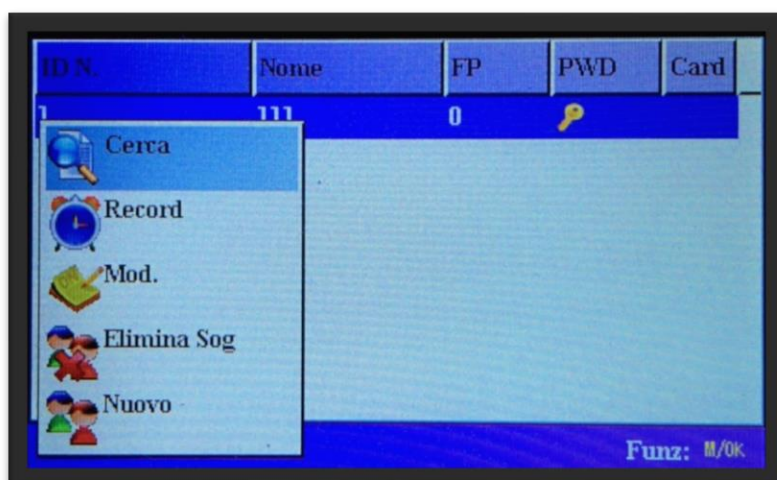 ID N. Nome FP PWD Card
1 111 0
Cerca
Record
Mod.
Elimina Sog
Nuovo
Funz: M/OK